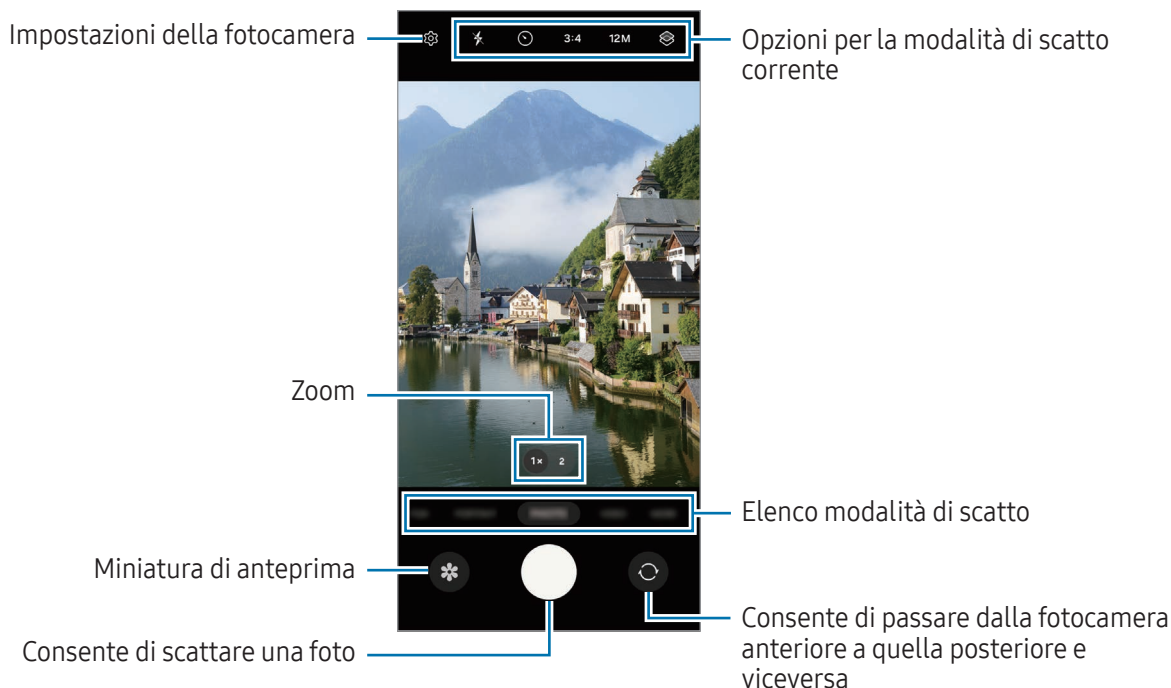 Impostazioni della fotocamera
3:4
12M
Opzioni per la modalità di scatto
corrente
Zoom
1×
2
Elenco modalità di scatto
Miniatura di anteprima
Consente di scattare una foto
Consente di passare dalla fotocamera
anteriore a quella posteriore e
viceversa